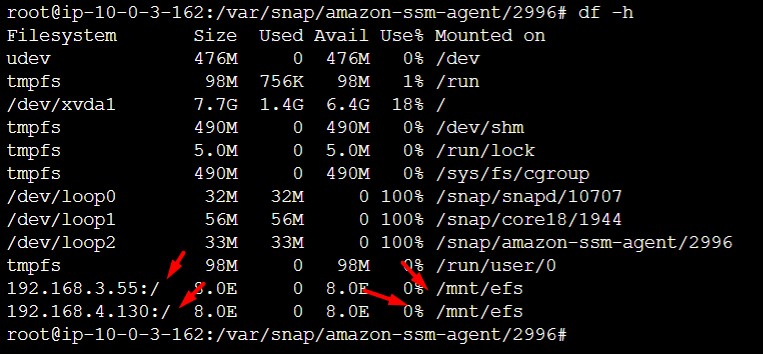 root@ip-10-0-3-162:/var/snap/amazon-ssm-agent/2996# df -h
Filesystem      Size  Used Avail Use% Mounted on
udev            476M     0  476M   0% /dev
tmpfs            98M  756K   98M   1% /run
/dev/xvda1      7.7G  1.4G  6.4G  18% /
tmpfs           490M     0  490M   0% /dev/shm
tmpfs           5.0M     0  5.0M   0% /run/lock
tmpfs           490M     0  490M   0% /sys/fs/cgroup
/dev/loop0       32M   32M     0 100% /snap/snapd/10707
/dev/loop1       56M   56M     0 100% /snap/core18/1944
/dev/loop2       33M   33M     0 100% /snap/amazon-ssm-agent/2996
tmpfs            98M     0   98M   0% /run/user/0
192.168.3.55:/  8.0E     0  8.0E   0% /mnt/efs
192.168.4.130:/ 8.0E     0  8.0E   0% /mnt/efs
root@ip-10-0-3-162:/var/snap/amazon-ssm-agent/2996#